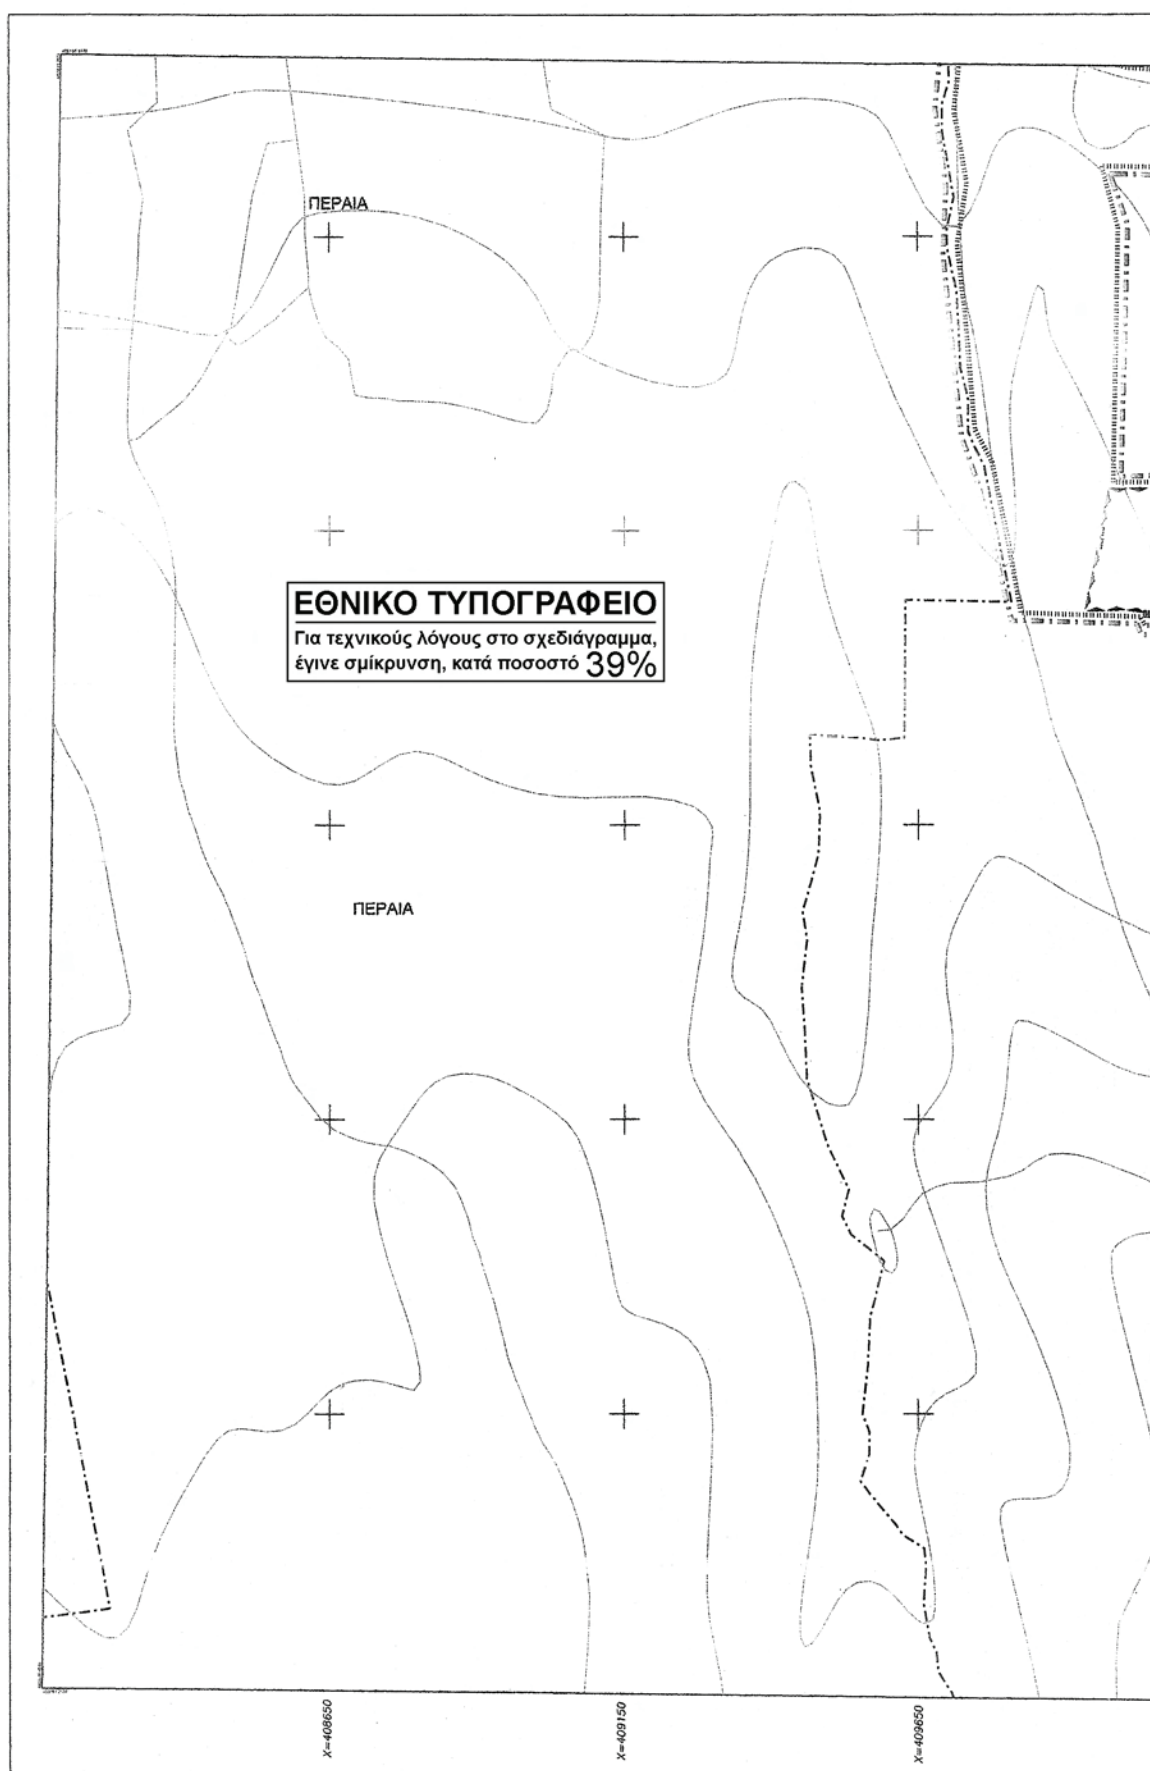 ΠΕΡΑΙΑ
ΕΘΝΙΚΟ ΤΥΠΟΓΡΑΦΕΙΟ
Για τεχνικούς λόγους στο σχεδιάγραμμα,
έγινε σμίκρυνση, κατά ποσοστό 39%
ΠΕΡΑΙΑ
X=408650
X=409150
X=409650